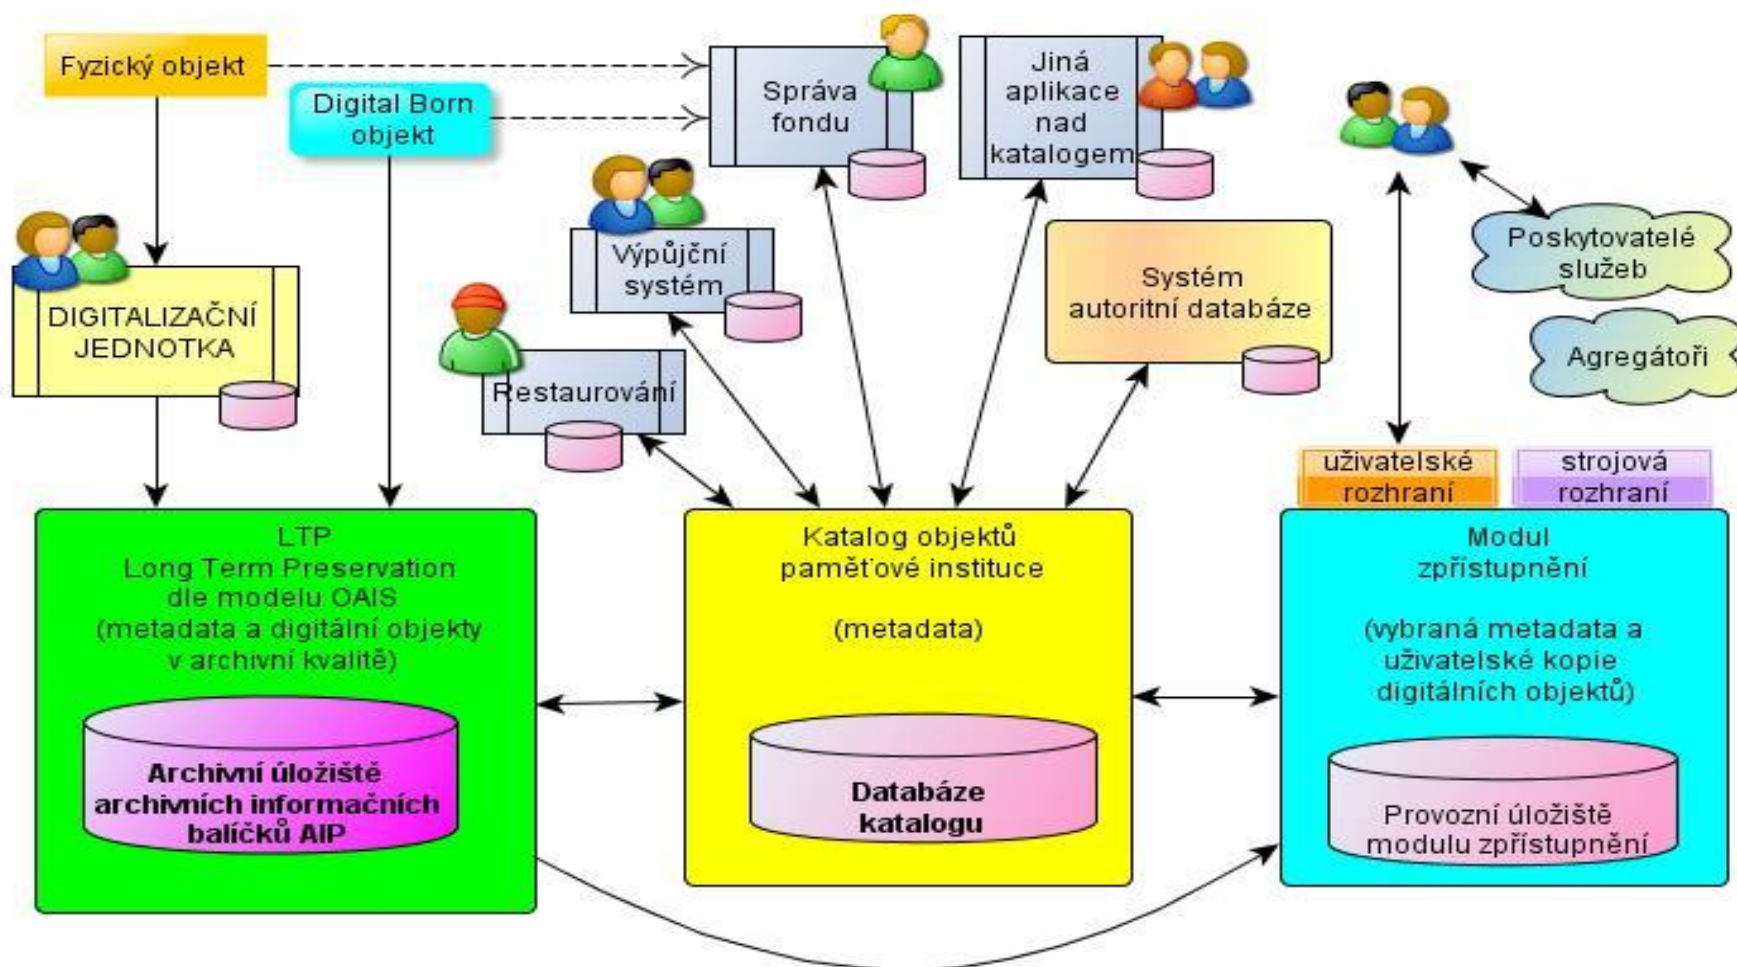 Fyzický objekt
Digital Born
objekt
Správa
fondu
Jiná
aplikace
nad
katalogem
Výpůjční
systém
Restaurování
DIGITALIZAČNÍ
JEDNOTKA
Systém
autoritní databáze
Poskytovatelé
služeb
Agregátoři
uživatelské
rozhraní
strojová
rozhraní
LTP
Long Term Preservation
dle modelu OAIS
(metadata a digitální objekty
v archivní kvalitě)
Archivní úložiště
archivních informačních
balíčků AIP
Katalog objektů
paměťové instituce
(metadata)
Databáze
katalogu
Modul
zpřístupnění
(vybraná metadata a
uživatelské kopie
digitálních objektů)
Provozní úložiště
modulu zpřístupnění